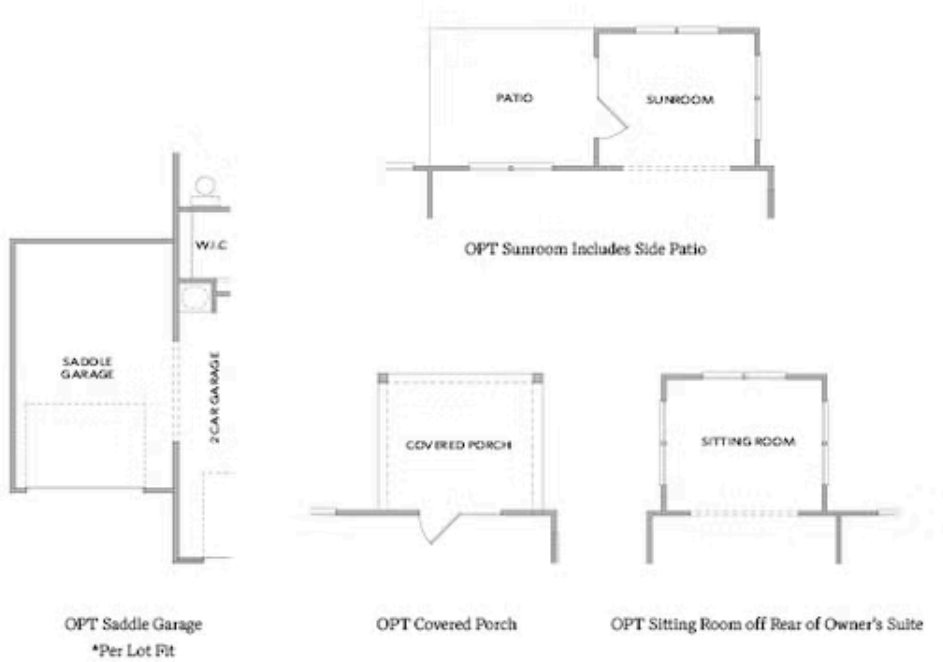 PATIO
SUNROOM
OPT Sunroom Includes Side Patio
W.I.C
SADDLE
GARAGE
2 CAR GARAGE
OPT Saddle Garage
*Per Lot Fit
COVERED PORCH
OPT Covered Porch
SITTING ROOM
OPT Sitting Room off Rear of Owner's Suite